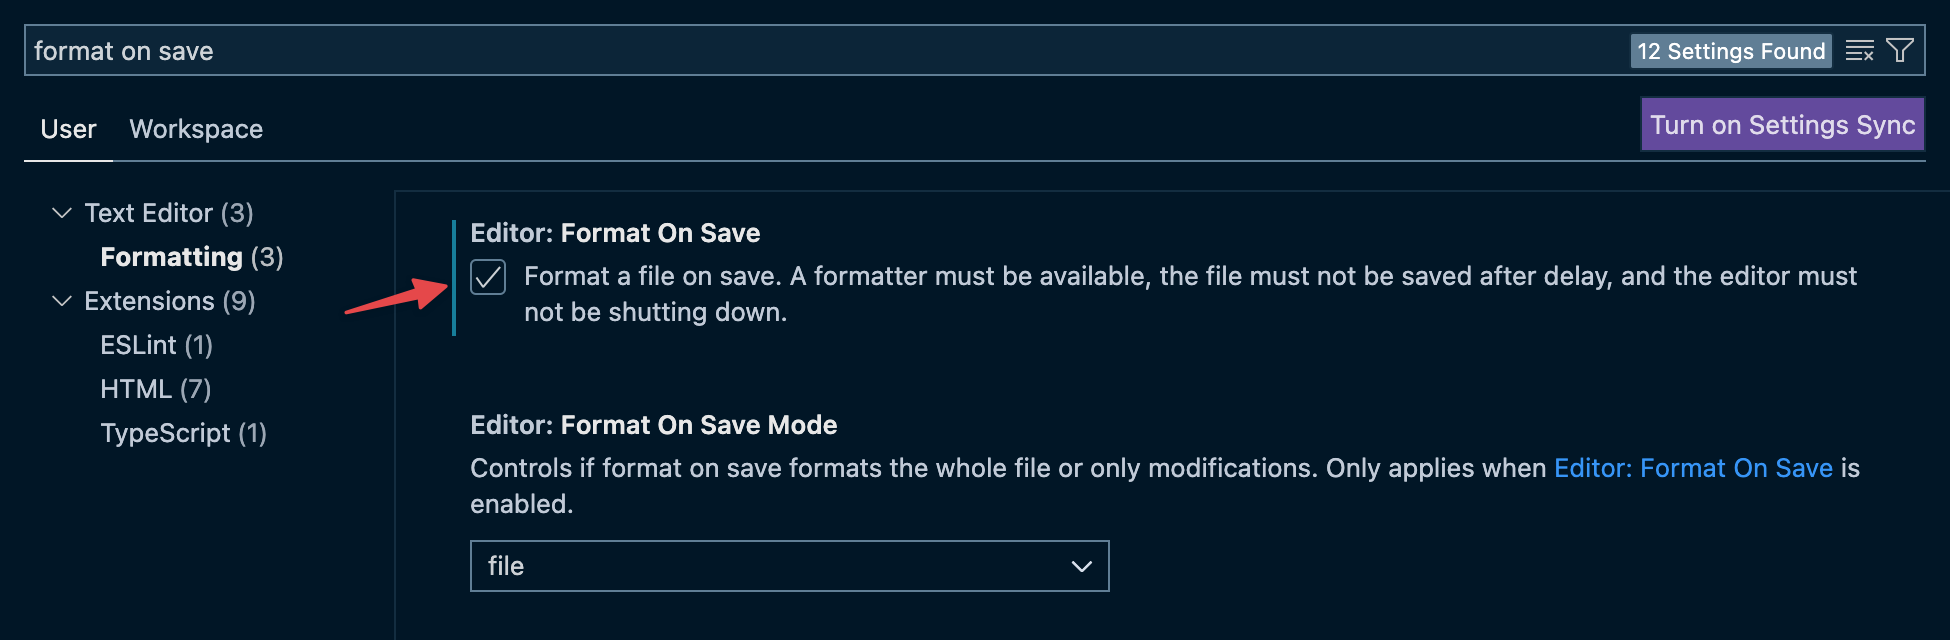 format on save
12 Settings Found
User
Workspace
Turn on Settings Sync
Text Editor (3)
Formatting (3)
Extensions (9)
ESLint (1)
HTML (7)
TypeScript (1)
Editor: Format On Save
Format a file on save. A formatter must be available, the file must not be saved after delay, and the editor must
not be shutting down.
Editor: Format On Save Mode
Controls if format on save formats the whole file or only modifications. Only applies when Editor: Format On Save is
enabled.
file